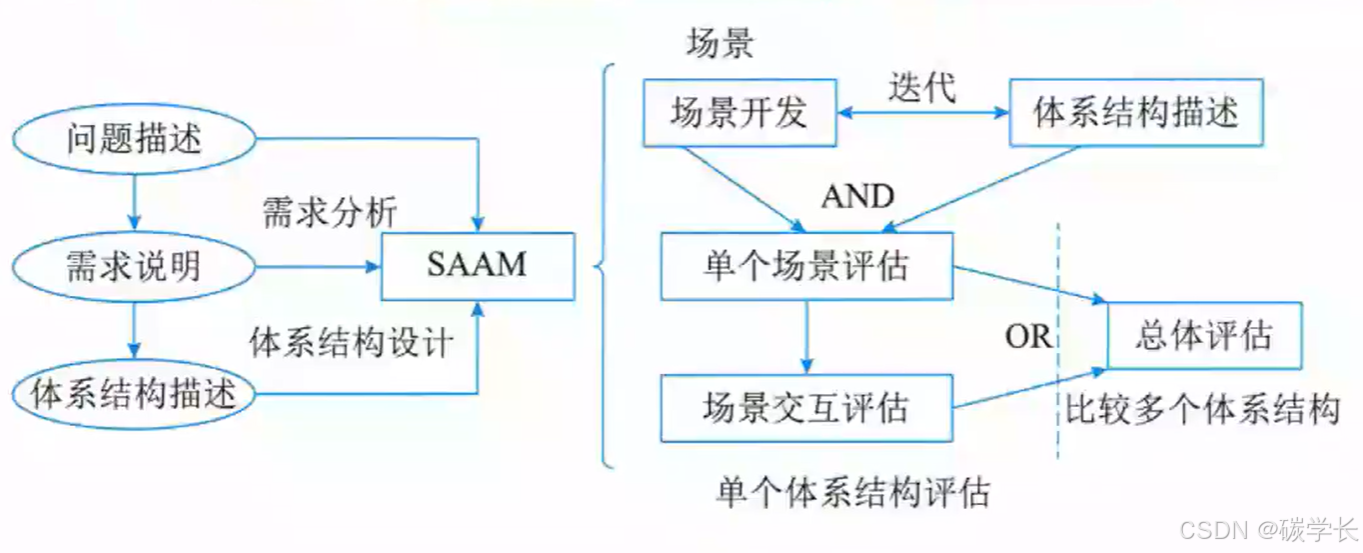 问题描述
需求分析
需求说明
体系结构设计
体系结构描述
SAAM
场景
场景开发
迭代
体系结构描述
AND
单个场景评估
OR
总体评估
场景交互评估
比较多个体系结构
单个体系结构评估
CSDN @碳学长